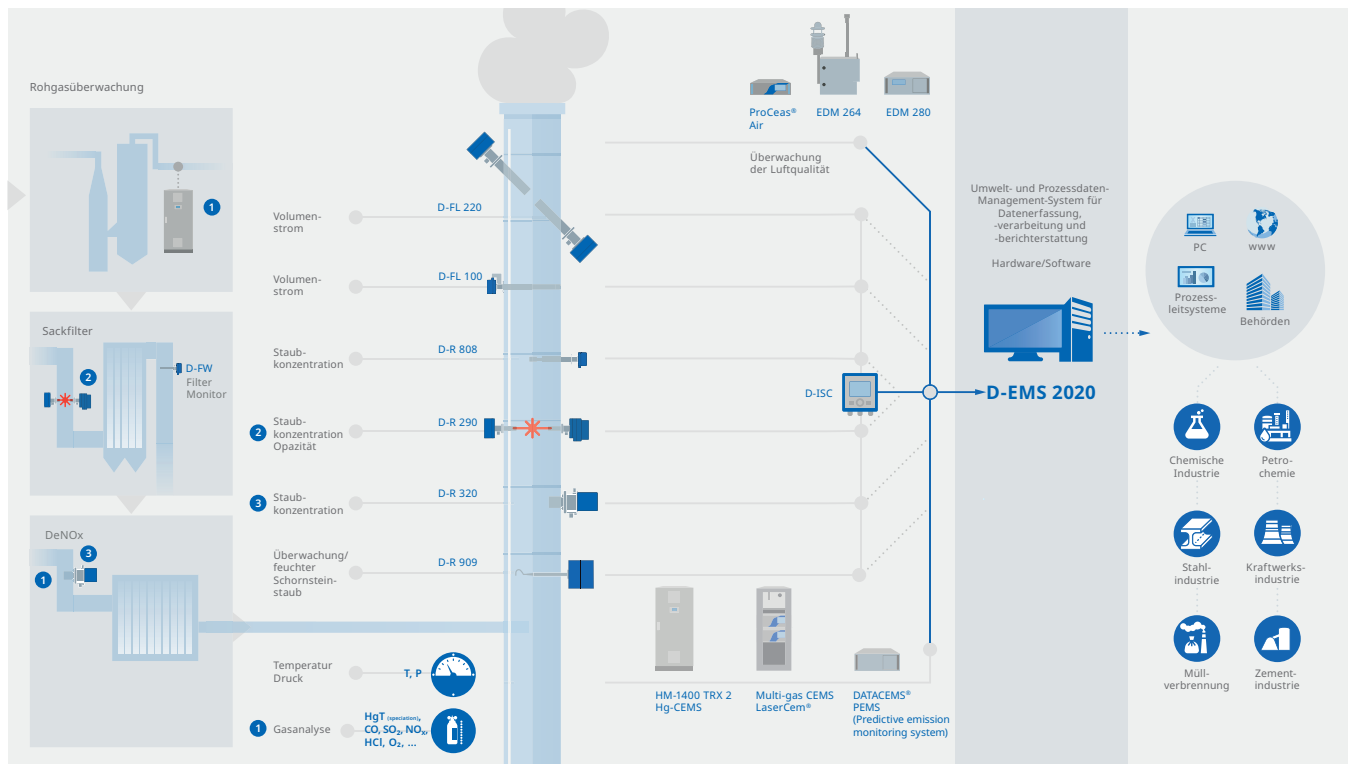 Rohgasüberwachung
1
Sackfilter
2
D-FW
Filter
Monitor
DeNOx
3
1
Volumen-
strom
D-FL 220
Volumen-
strom
D-FL 100
Staub-
konzentration
D-R 808
2
Staub-
konzentration
Opazität
D-R 290
3
Staub-
konzentration
D-R 320
Überwachung/
feuchter
Schornstein-
staub
D-R 909
Temperatur
Druck
T, P
1
Gasanalyse
HgT (speciation),
CO, SO₂, NOₓ,
HCl, O₂, ...
ProCeas®
Air
EDM 264
EDM 280
Überwachung
der Luftqualität
D-ISC
HM-1400 TRX 2
Hg-CEMS
Multi-gas CEMS
LaserCem®
DATACEMS®
PEMS
(Predictive emission
monitoring system)
Umwelt- und Prozessdaten-
Management-System für
Datenerfassung,
-verarbeitung und
-berichterstattung
Hardware/Software
D-EMS 2020
PC
www
Prozess-
leitsysteme
Behörden
Chemische
Industrie
Petro-
chemie
Stahl-
industrie
Kraftwerks-
industrie
Müll-
verbrennung
Zement-
industrie